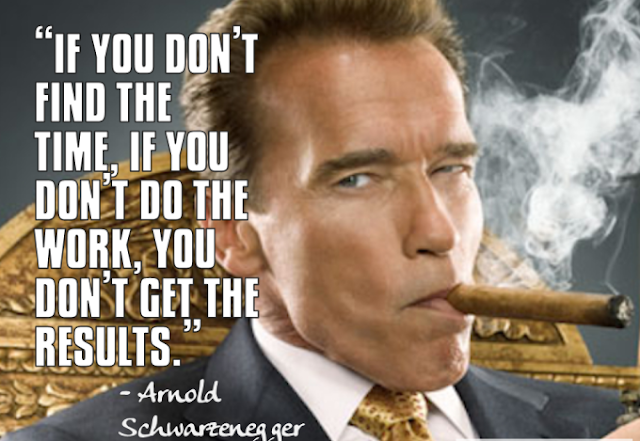 “IF YOU DON’T
FIND THE
TIME, IF YOU
DON’T DO THE
WORK, YOU
DON’T GET THE
RESULTS.”
- Arnold
Schwarzenegger